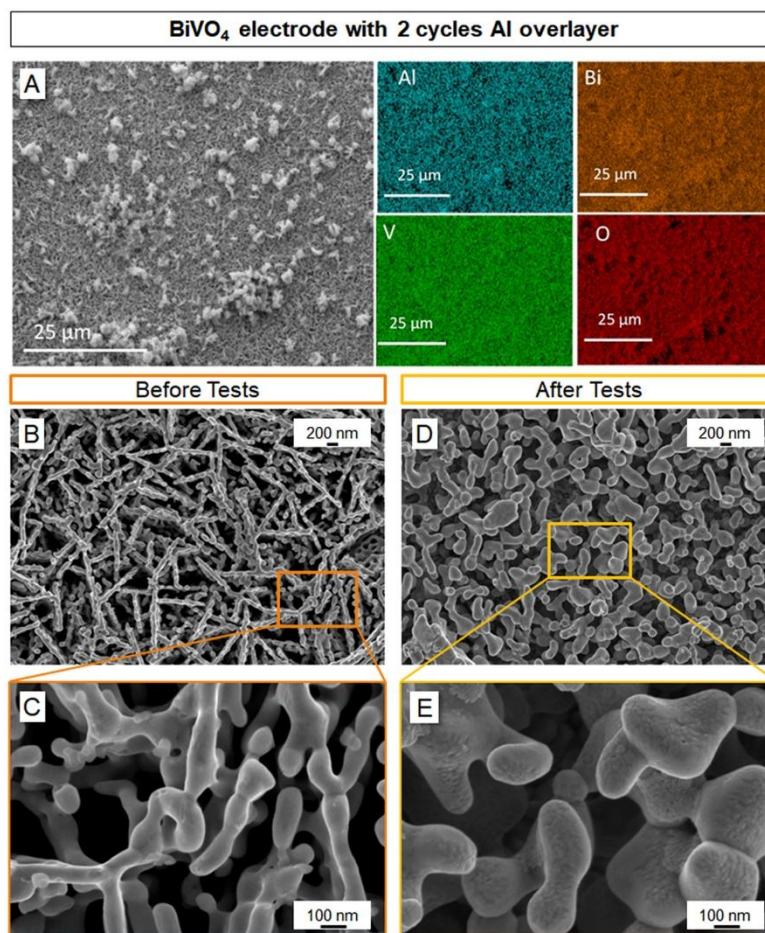 BiVO₄ electrode with 2 cycles Al overlayer
A
25 µm
Al
25 µm
Bi
25 µm
V
25 µm
O
25 µm
Before Tests
After Tests
B
200 nm
D
200 nm
C
100 nm
E
100 nm